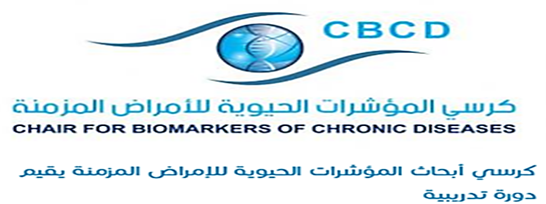 CBCD
كرسي المؤشرات الحيوية للأمراض المزمنة
CHAIR FOR BIOMARKERS OF CHRONIC DISEASES
كرسي أبحاث المؤشرات الحيوية للإمراض المزمنة يقيم
دورة تدريبية